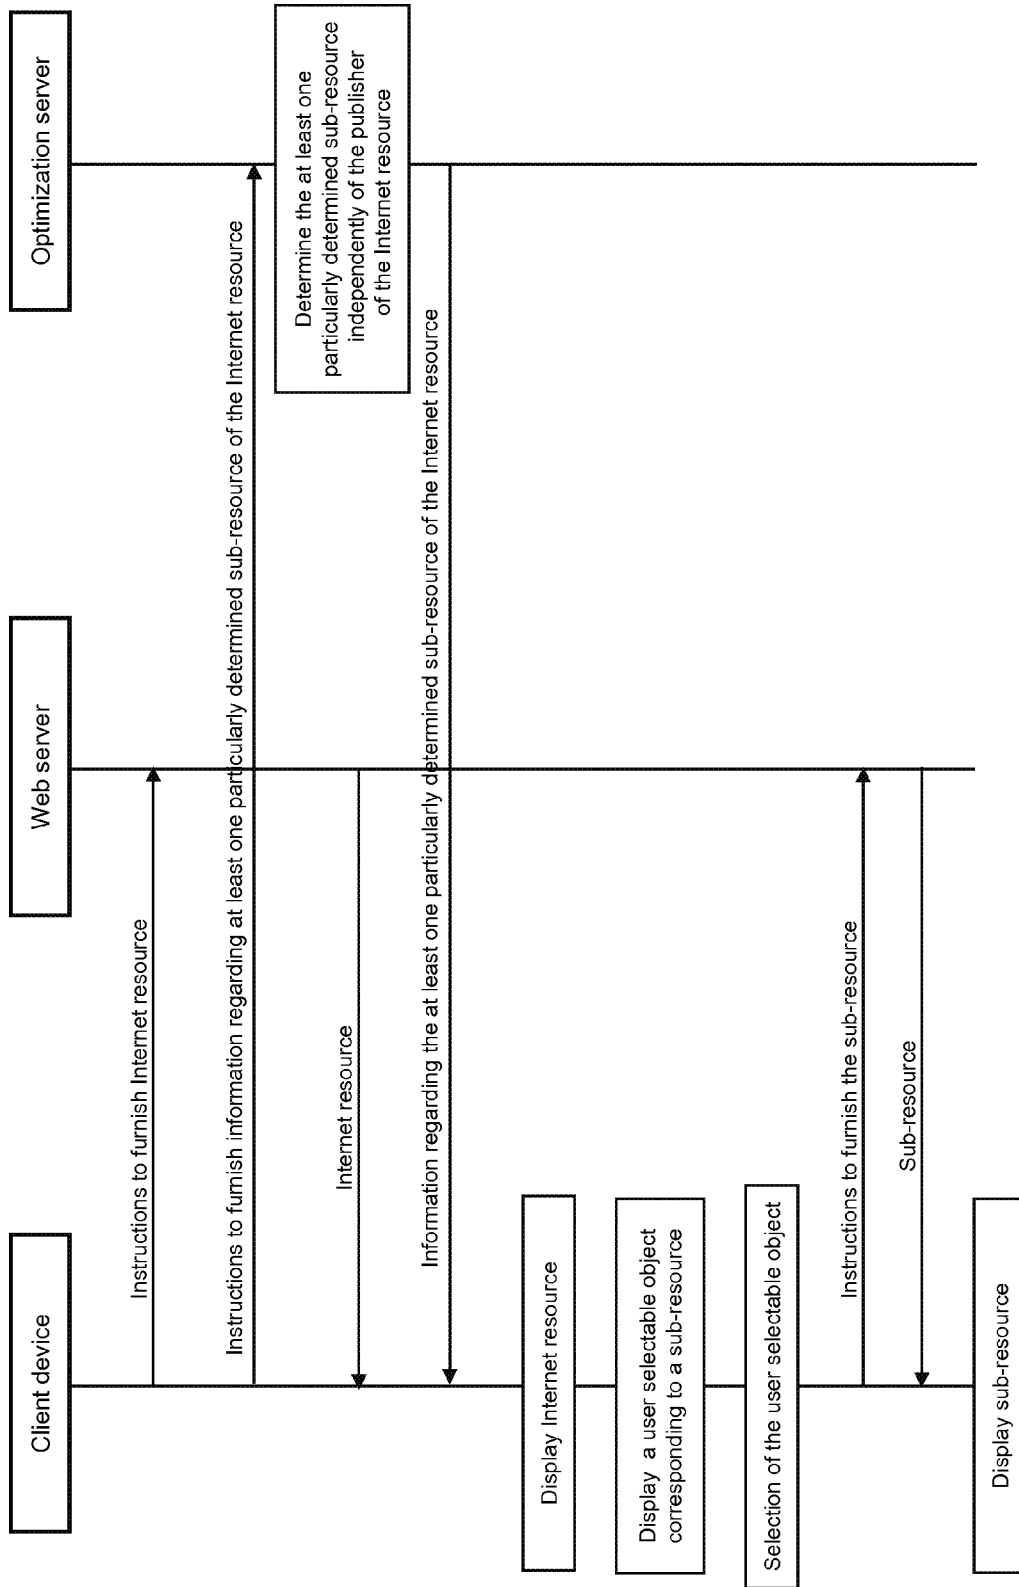 Client device
Web server
Optimization server
Instructions to furnish Internet resource
Instructions to furnish information regarding at least one particularly determined sub-resource of the Internet resource
Determine the at least one
particularly determined sub-resource
independently of the publisher
of the Internet resource
Internet resource
Information regarding the at least one particularly determined sub-resource of the Internet resource
Display Internet resource
Display a user selectable object
corresponding to a sub-resource
Selection of the user selectable object
Instructions to furnish the sub-resource
Sub-resource
Display sub-resource